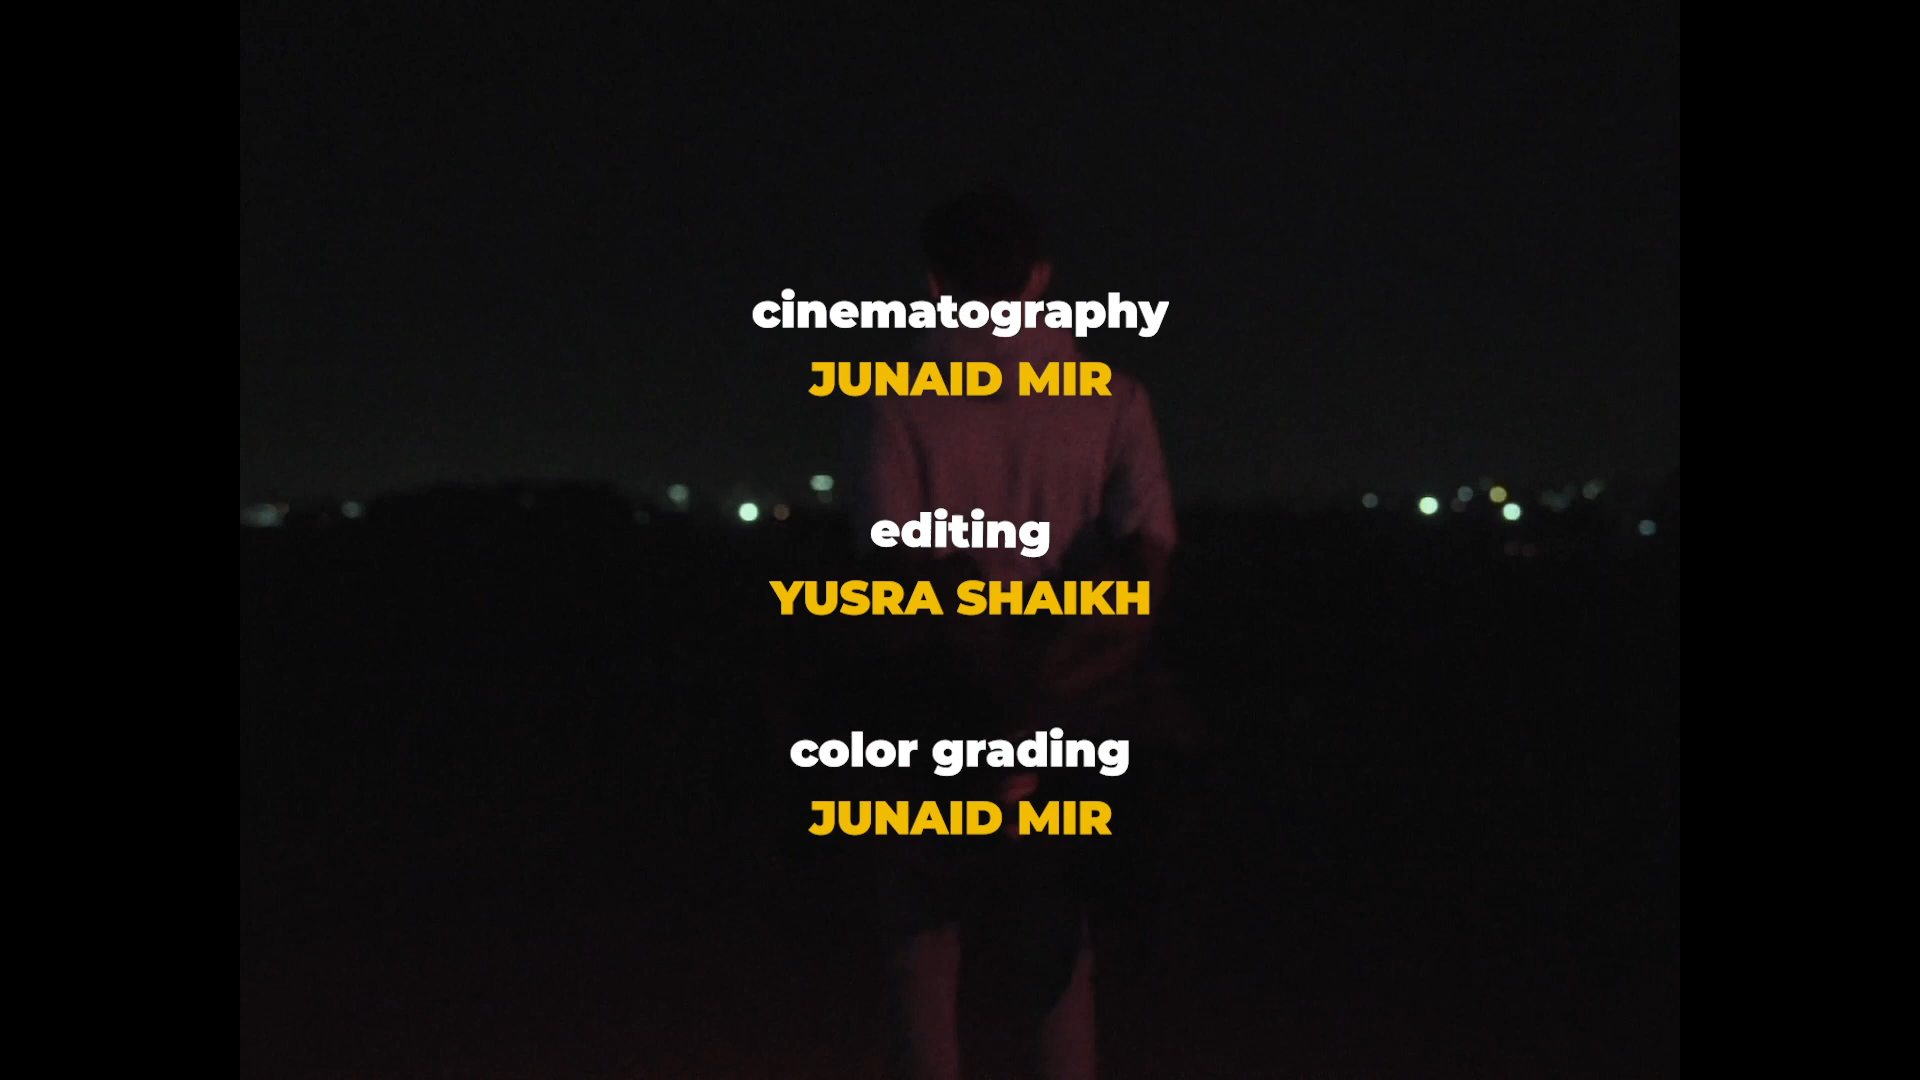 cinematography
JUNAID MIR
editing
YUSRA SHAIKH
color grading
JUNAID MIR